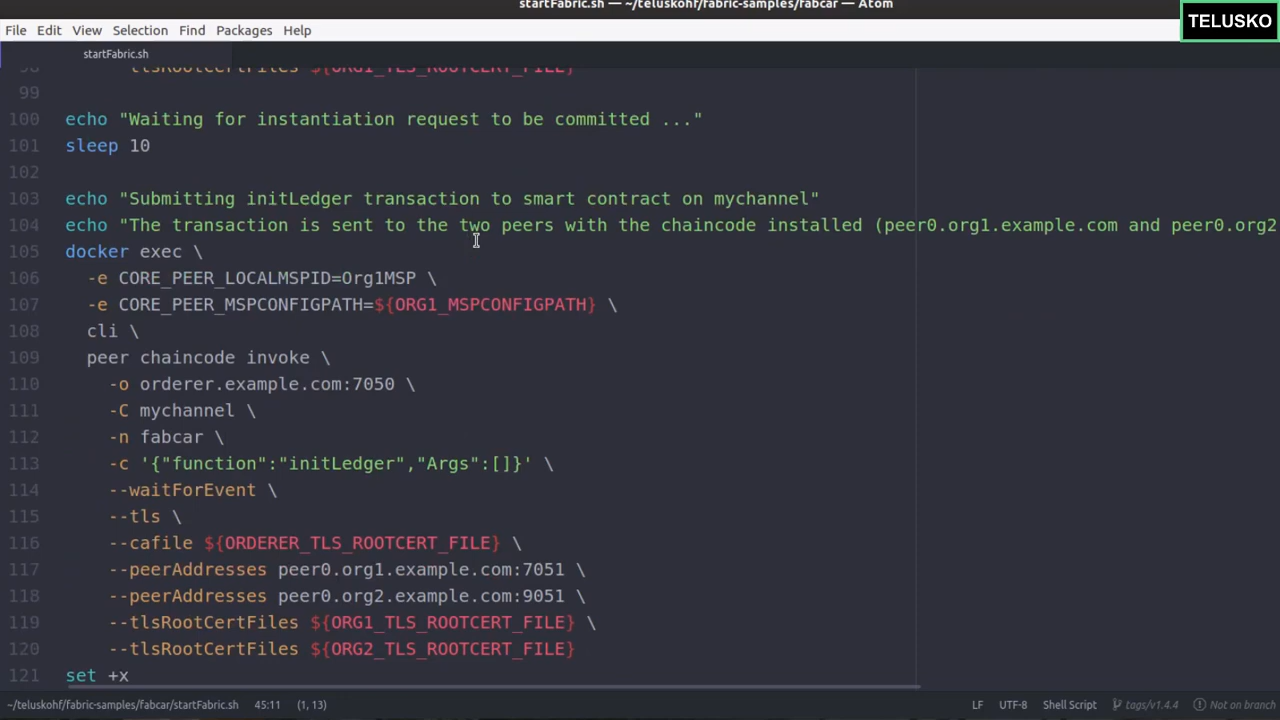 startFabric.sh — ~/teluskohf/fabric-samples/fabcar — Atom
TELUSKO
File Edit View Selection Find Packages Help
startFabric.sh
98 --tlsRootCertFiles ${ORG1_TLS_ROOTCERT_FILE}
99
100 echo "Waiting for instantiation request to be committed ..."
101 sleep 10
102
103 echo "Submitting initLedger transaction to smart contract on mychannel"
104 echo "The transaction is sent to the two peers with the chaincode installed (peer0.org1.example.com and peer0.org2
105 docker exec \
106 -e CORE_PEER_LOCALMSPID=Org1MSP \
107 -e CORE_PEER_MSPCONFIGPATH=${ORG1_MSPCONFIGPATH} \
108 cli \
109 peer chaincode invoke \
110 -o orderer.example.com:7050 \
111 -C mychannel \
112 -n fabcar \
113 -c '{"function":"initLedger","Args":[]}' \
114 --waitForEvent \
115 --tls \
116 --cafile ${ORDERER_TLS_ROOTCERT_FILE} \
117 --peerAddresses peer0.org1.example.com:7051 \
118 --peerAddresses peer0.org2.example.com:9051 \
119 --tlsRootCertFiles ${ORG1_TLS_ROOTCERT_FILE} \
120 --tlsRootCertFiles ${ORG2_TLS_ROOTCERT_FILE}
121 set +x
~/teluskohf/fabric-samples/fabcar/startFabric.sh 45:11 (1, 13) LF UTF-8 Shell Script tags/v1.4.4 Not on branch